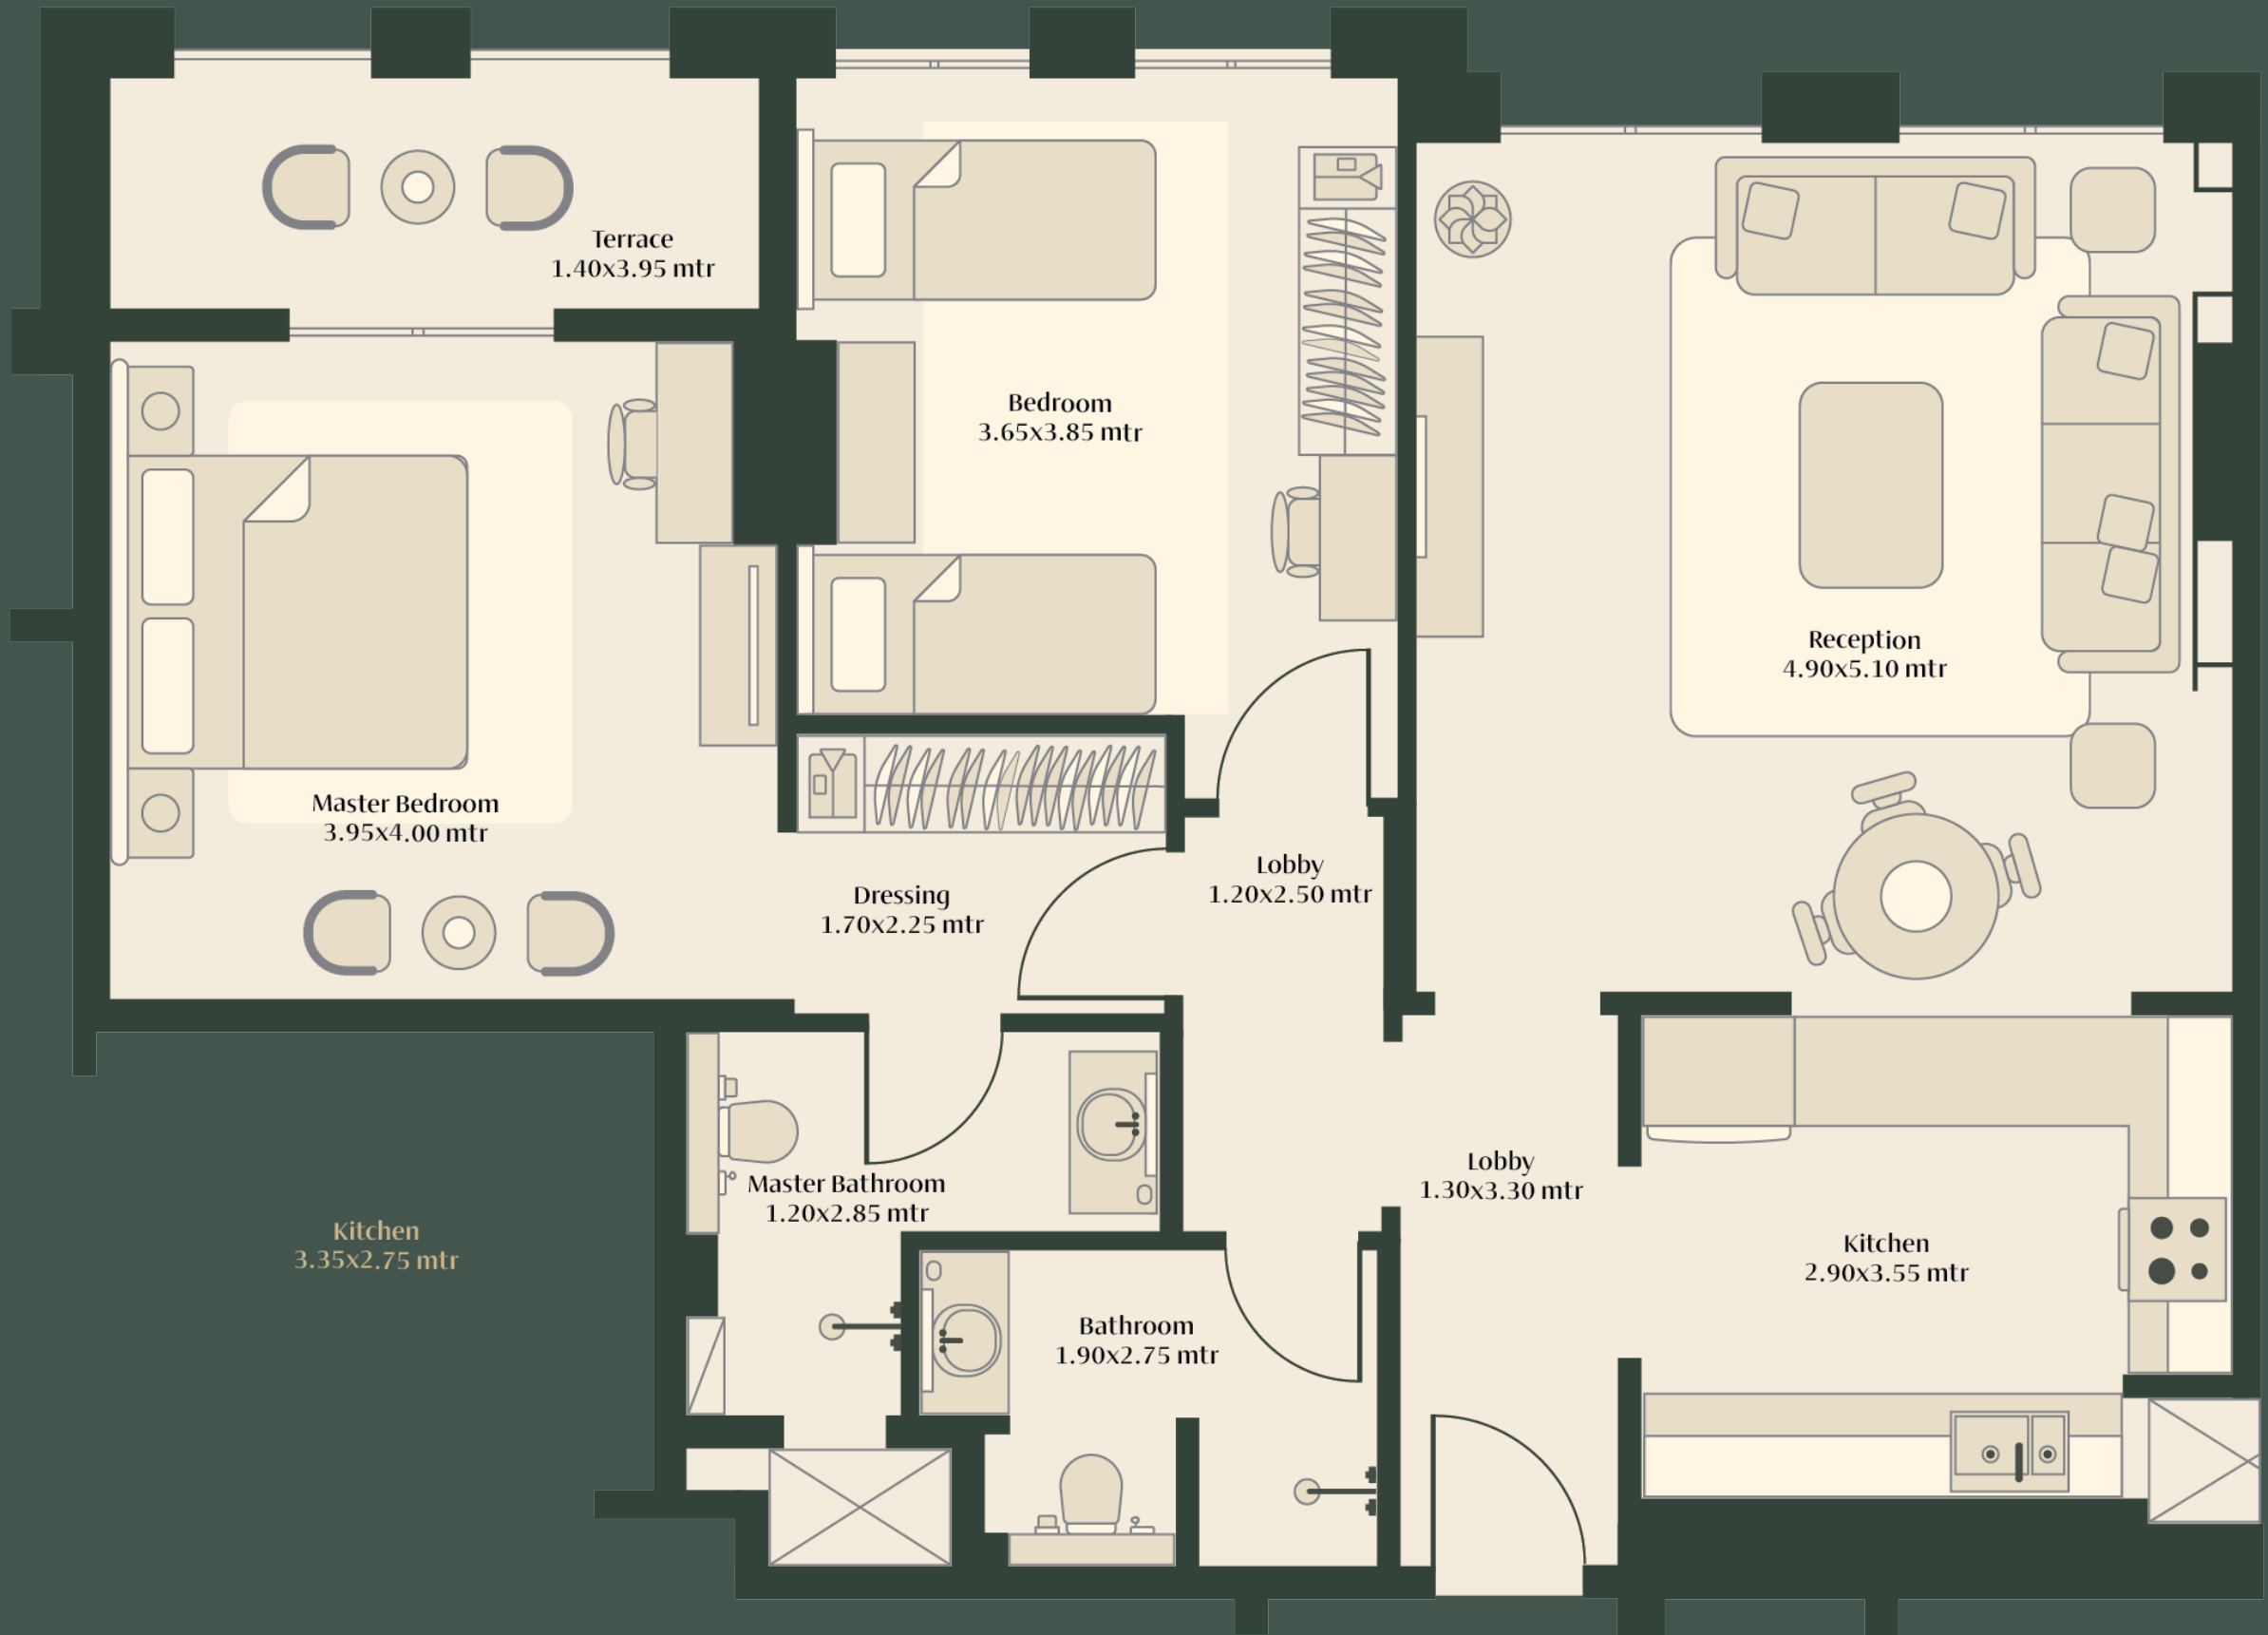 Terrace
1.40x3.95 mtr
Bedroom
3.65x3.85 mtr
Reception
4.90x5.10 mtr
Master Bedroom
3.95x4.00 mtr
Dressing
1.70x2.25 mtr
Lobby
1.20x2.50 mtr
Master Bathroom
1.20x2.85 mtr
Lobby
1.30x3.30 mtr
Kitchen
3.35x2.75 mtr
Kitchen
2.90x3.55 mtr
Bathroom
1.90x2.75 mtr